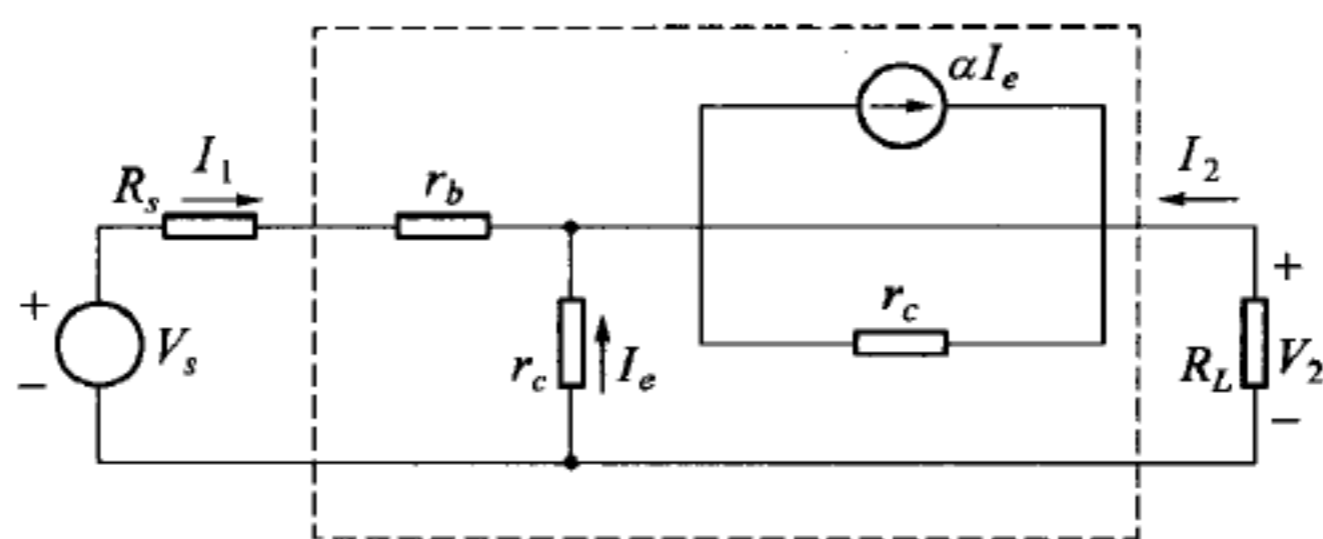 αI_e
I_1
I_2
R_s
r_b
+
+
r_c
V_s
r_c
I_e
R_L
V_2
−
−